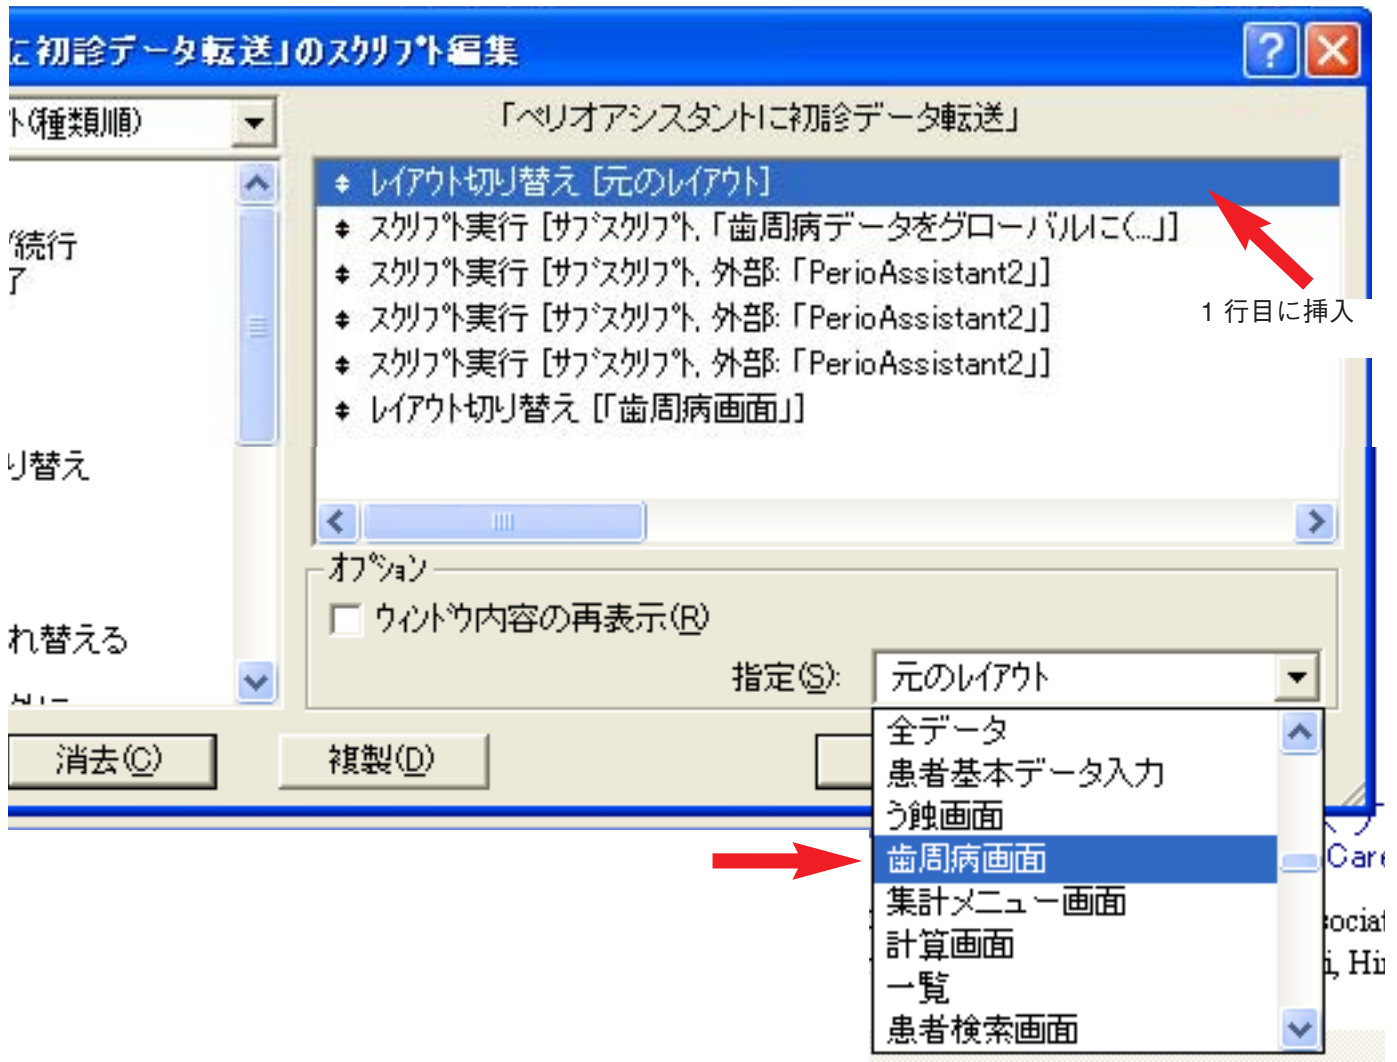 に初診データ転送」のスクリプト編集
ト(種類順)
「ペリオアシスタントに初診データ転送」
レイアウト切り替え [元のレイアウト]
スクリプト実行 [サブスクリプト, 「歯周病データをグローバルに(...」]
続行
スクリプト実行 [サブスクリプト, 外部: 「PerioAssistant2」]
了
スクリプト実行 [サブスクリプト, 外部: 「PerioAssistant2」]
1 行目に挿入
スクリプト実行 [サブスクリプト, 外部: 「PerioAssistant2」]
レイアウト切り替え [「歯周病画面」]
り替え
オプション
ウィンドウ内容の再表示(R)
れ替える
指定(S):
元のレイアウト
全データ
消去(C)
複製(D)
患者基本データ入力
う蝕画面
歯周病画面
Care
集計メニュー画面
ociat
計算画面
i, Hir
一覧
患者検索画面